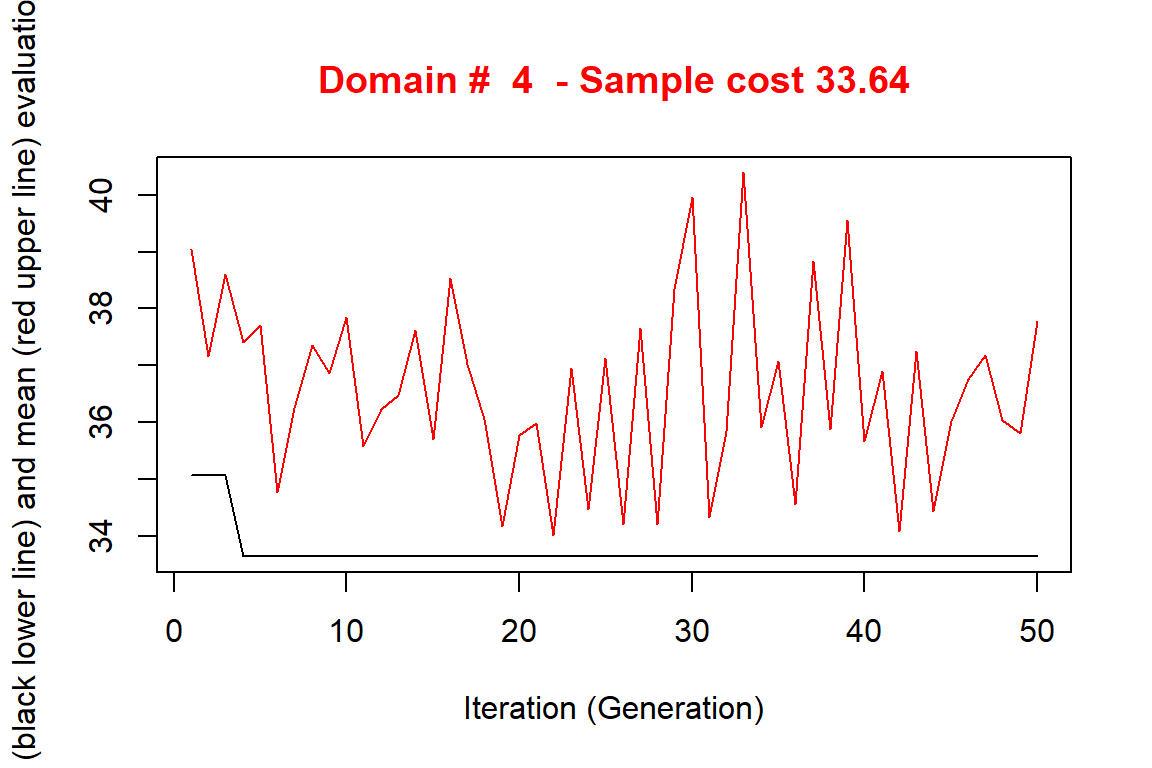 Domain # 4 - Sample cost 33.64
(black lower line) and mean (red upper line) evaluatio
40
38
36
34
0 10 20 30 40 50
Iteration (Generation)